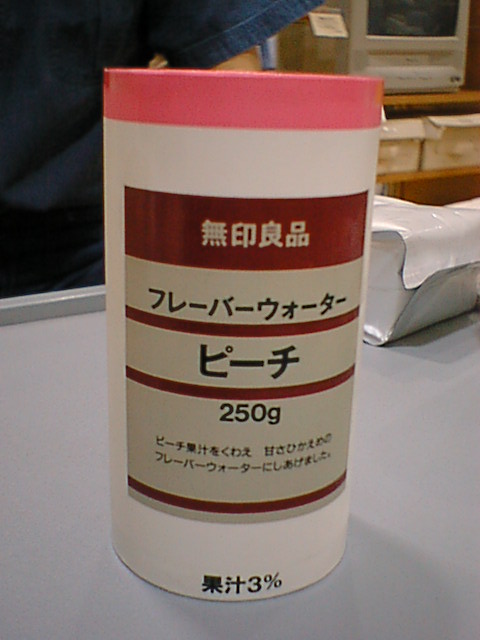 無印良品
フレーバーウォーター
ピーチ
250g
ピーチ果汁をくわえ 甘さひかえめの
フレーバーウォーターにしあげました。
果汁3%